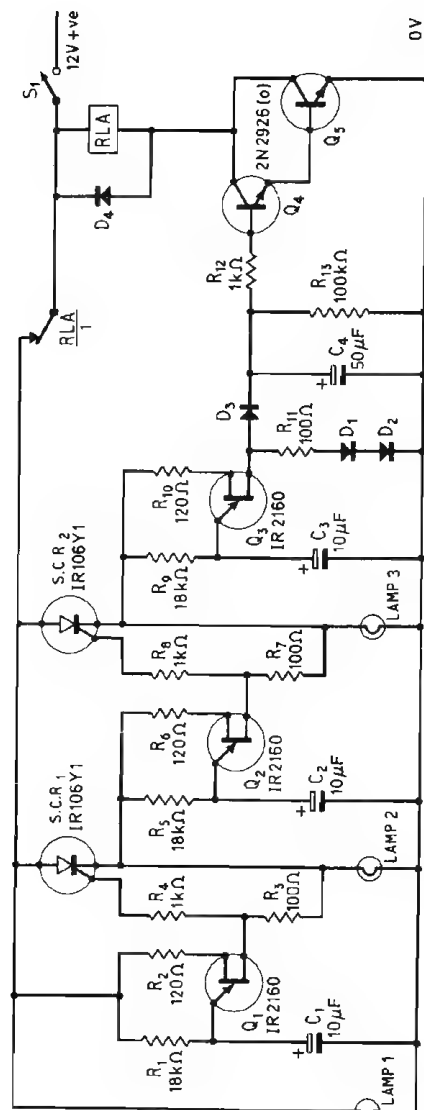 S1
12V +ve
RLA
D4
RLA
1
2N2926(o)
Q4
Q5
0V
R12
1kΩ
R13
100kΩ
C4
50μF
+
D3
R11
100Ω
D1
D2
R10
120Ω
R9
18kΩ
Q3
IR2160
C3
10μF
+
S.C.R.2
IR106Y1
R8
1kΩ
R7
100Ω
LAMP 3
R6
120Ω
R5
18kΩ
Q2
IR2160
C2
10μF
+
S.C.R.1
IR106Y1
R4
1kΩ
R3
100Ω
LAMP 2
R2
120Ω
R1
18kΩ
Q1
IR2160
C1
10μF
+
LAMP 1